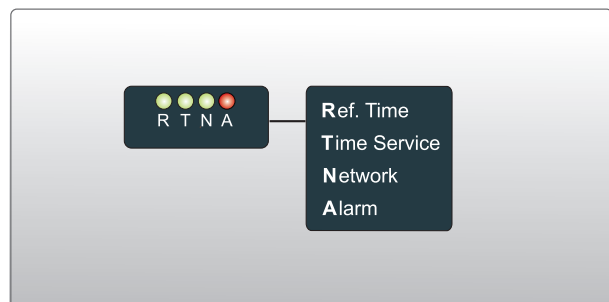 R T N A
Ref. Time
Time Service
Network
Alarm